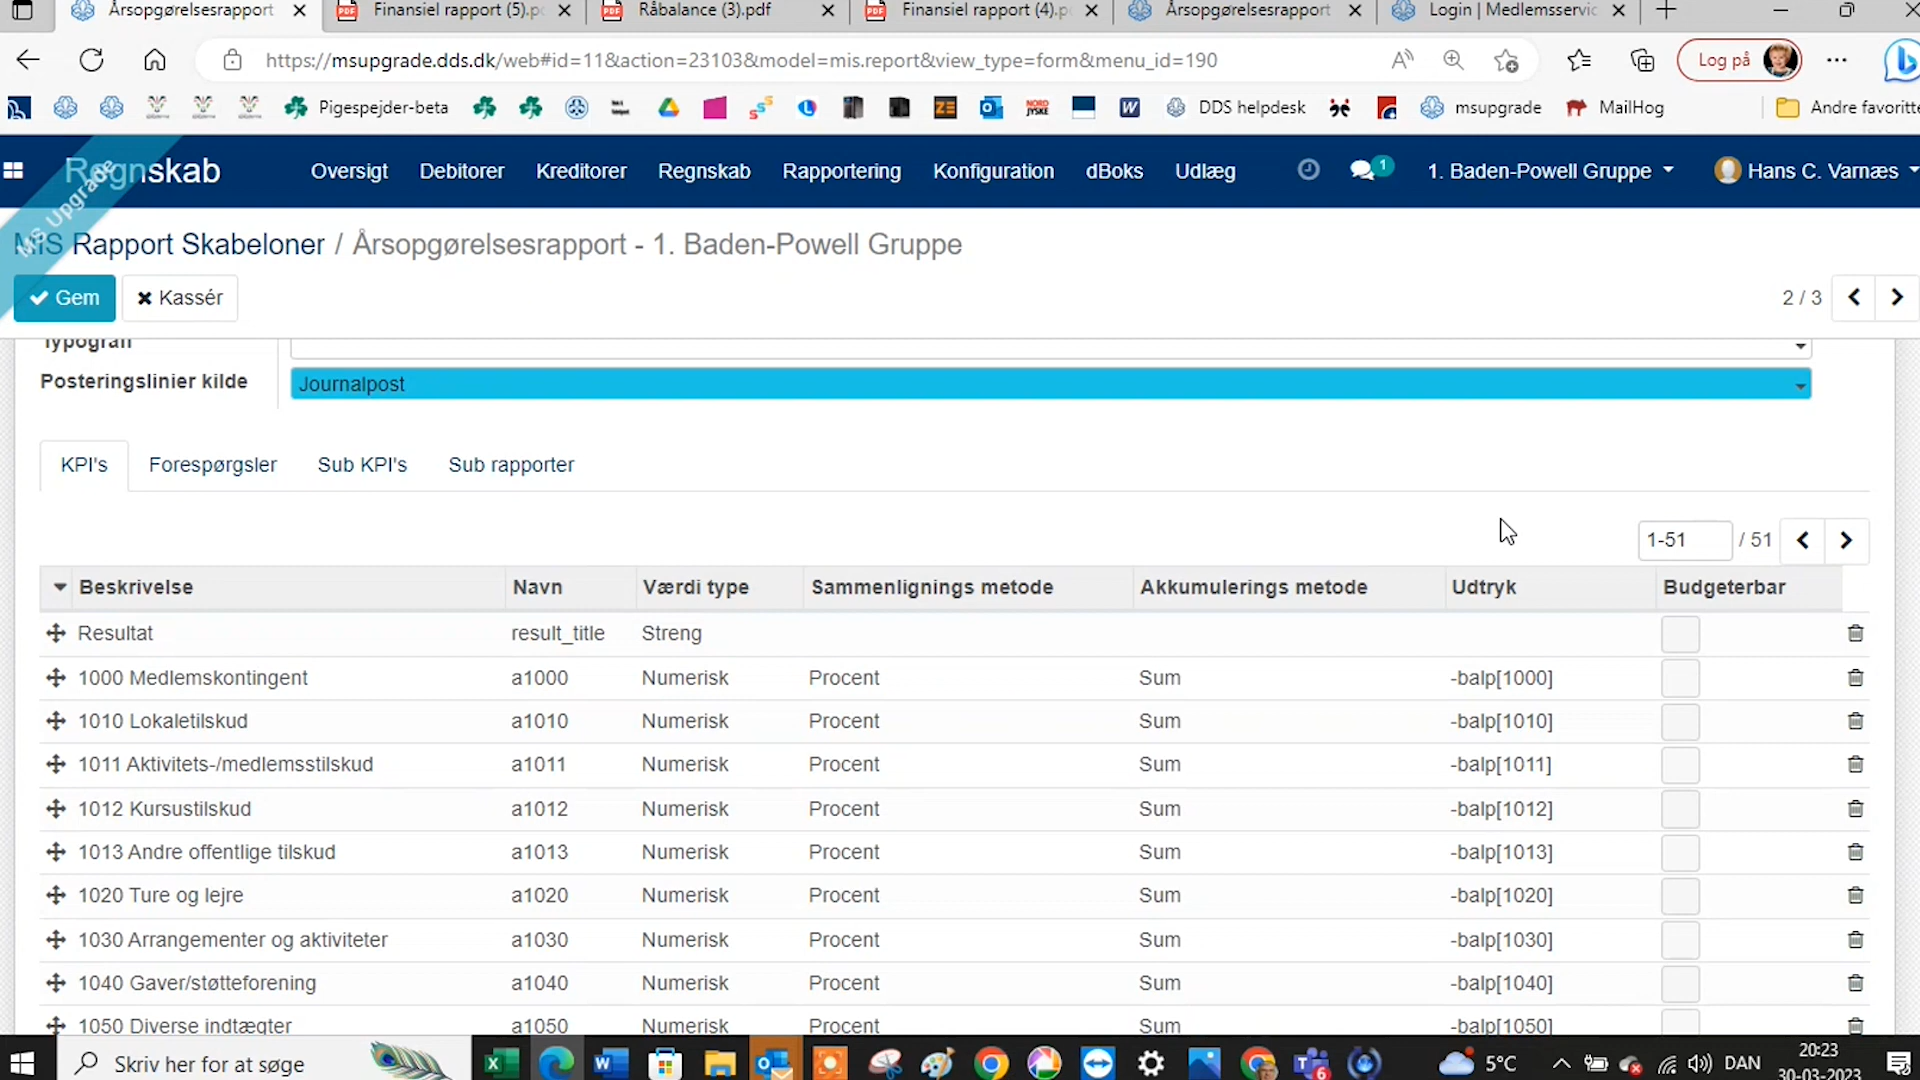 Årsopgørelsesrapport
Finansiel rapport (5).p
Råbalance (3).pdf
Finansiel rapport (4).p
Årsopgørelsesrapport
Login | Medlemsservic
https://msupgrade.dds.dk/web#id=11&action=23103&model=mis.report&view_type=form&menu_id=190
Log på
Pigespejder-beta
DDS helpdesk
msupgrade
MailHog
Andre favoritte
Regnskab
Oversigt
Debitorer
Kreditorer
Regnskab
Rapportering
Konfiguration
dBoks
Udlæg
1
1. Baden-Powell Gruppe
Hans C. Varnæs
MS Upgrade
MIS Rapport Skabeloner / Årsopgørelsesrapport - 1. Baden-Powell Gruppe
Gem
Kassér
2 / 3
Typografi
Posteringslinier kilde
Journalpost
KPI's
Forespørgsler
Sub KPI's
Sub rapporter
1-51 / 51
Beskrivelse Navn Værdi type Sammenlignings metode Akkumulerings metode Udtryk Budgeterbar
Resultat result_title Streng
1000 Medlemskontingent a1000 Numerisk Procent Sum -balp[1000]
1010 Lokaletilskud a1010 Numerisk Procent Sum -balp[1010]
1011 Aktivitets-/medlemsstilskud a1011 Numerisk Procent Sum -balp[1011]
1012 Kursustilskud a1012 Numerisk Procent Sum -balp[1012]
1013 Andre offentlige tilskud a1013 Numerisk Procent Sum -balp[1013]
1020 Ture og lejre a1020 Numerisk Procent Sum -balp[1020]
1030 Arrangementer og aktiviteter a1030 Numerisk Procent Sum -balp[1030]
1040 Gaver/støtteforening a1040 Numerisk Procent Sum -balp[1040]
1050 Diverse indtægter a1050 Numerisk Procent Sum -balp[1050]
Skriv her for at søge
5°C
DAN
20:23
30-03-2023